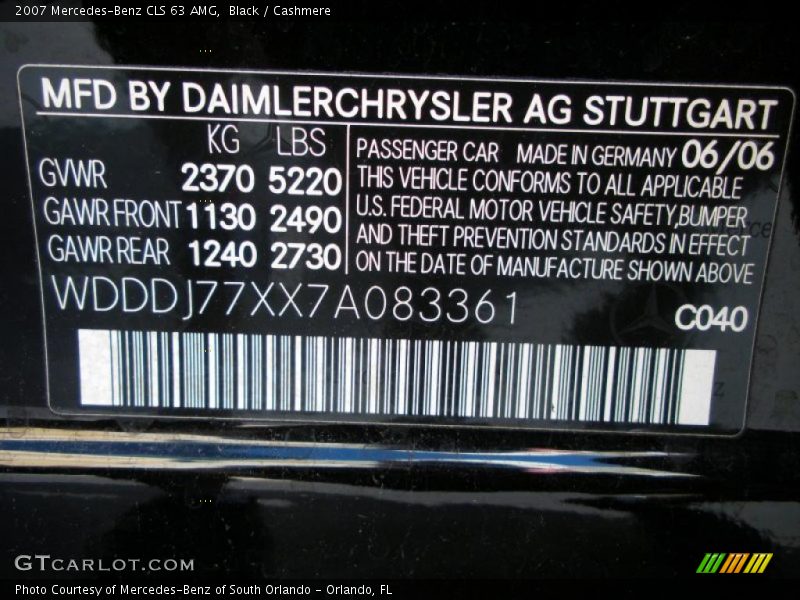 2007 Mercedes-Benz CLS 63 AMG,  Black / Cashmere
MFD BY DAIMLERCHRYSLER AG STUTTGART
KG LBS
GVWR 2370 5220
GAWR FRONT 1130 2490
GAWR REAR 1240 2730
PASSENGER CAR MADE IN GERMANY 06/06
THIS VEHICLE CONFORMS TO ALL APPLICABLE
U.S. FEDERAL MOTOR VEHICLE SAFETY,BUMPER
AND THEFT PREVENTION STANDARDS IN EFFECT
ON THE DATE OF MANUFACTURE SHOWN ABOVE
WDDDJ77XX7A083361
C040
GTCARLOT.COM
Photo Courtesy of Mercedes-Benz of South Orlando - Orlando, FL